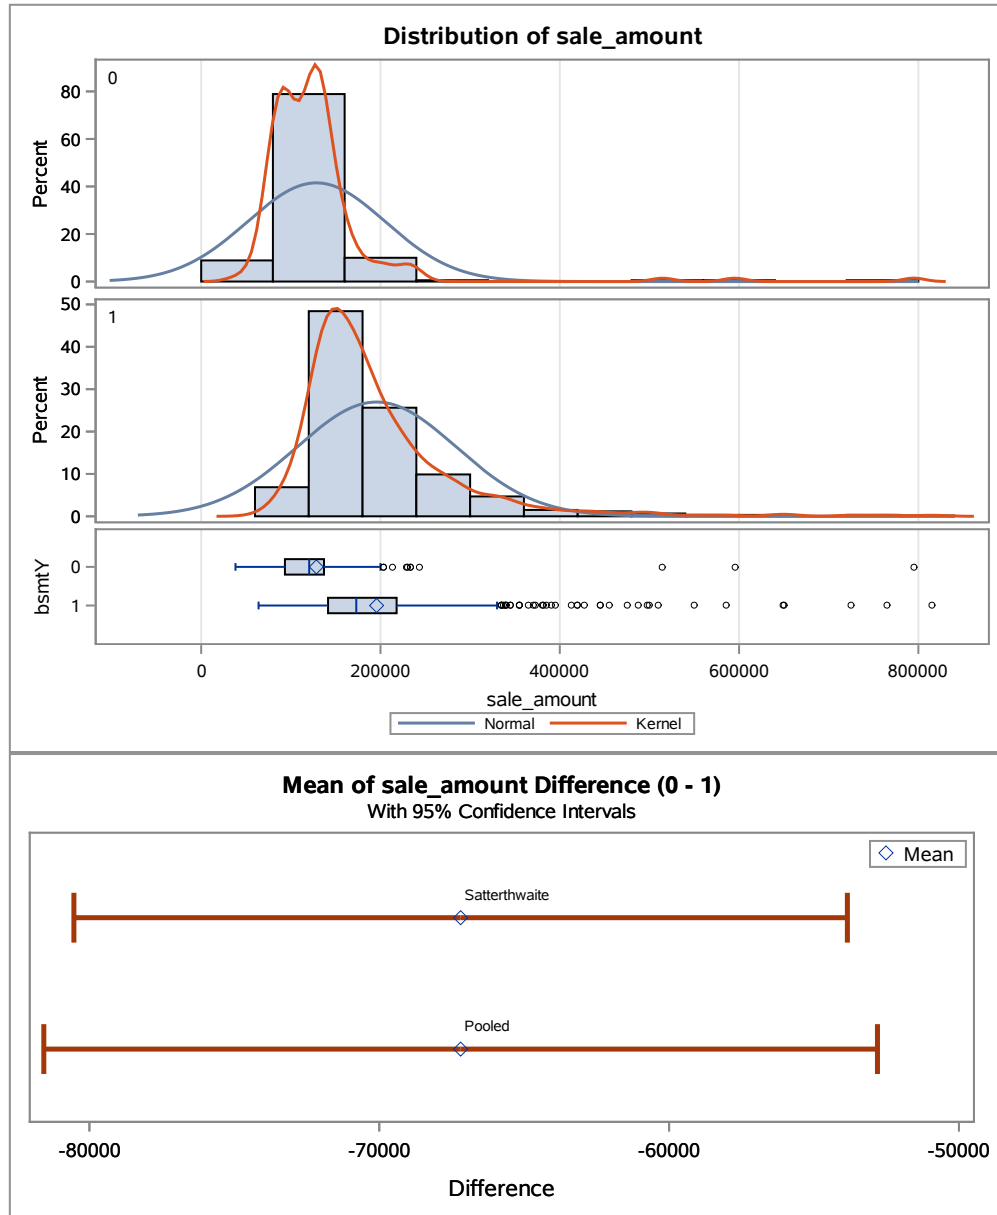 Distribution of sale_amount
0
80
60
40
20
0
Percent
1
50
40
30
20
10
0
Percent
0
1
bsmtY
0 200000 400000 600000 800000
sale_amount
Normal Kernel
Mean of sale_amount Difference (0 - 1)
With 95% Confidence Intervals
Mean
Satterthwaite
Pooled
-80000 -70000 -60000 -50000
Difference